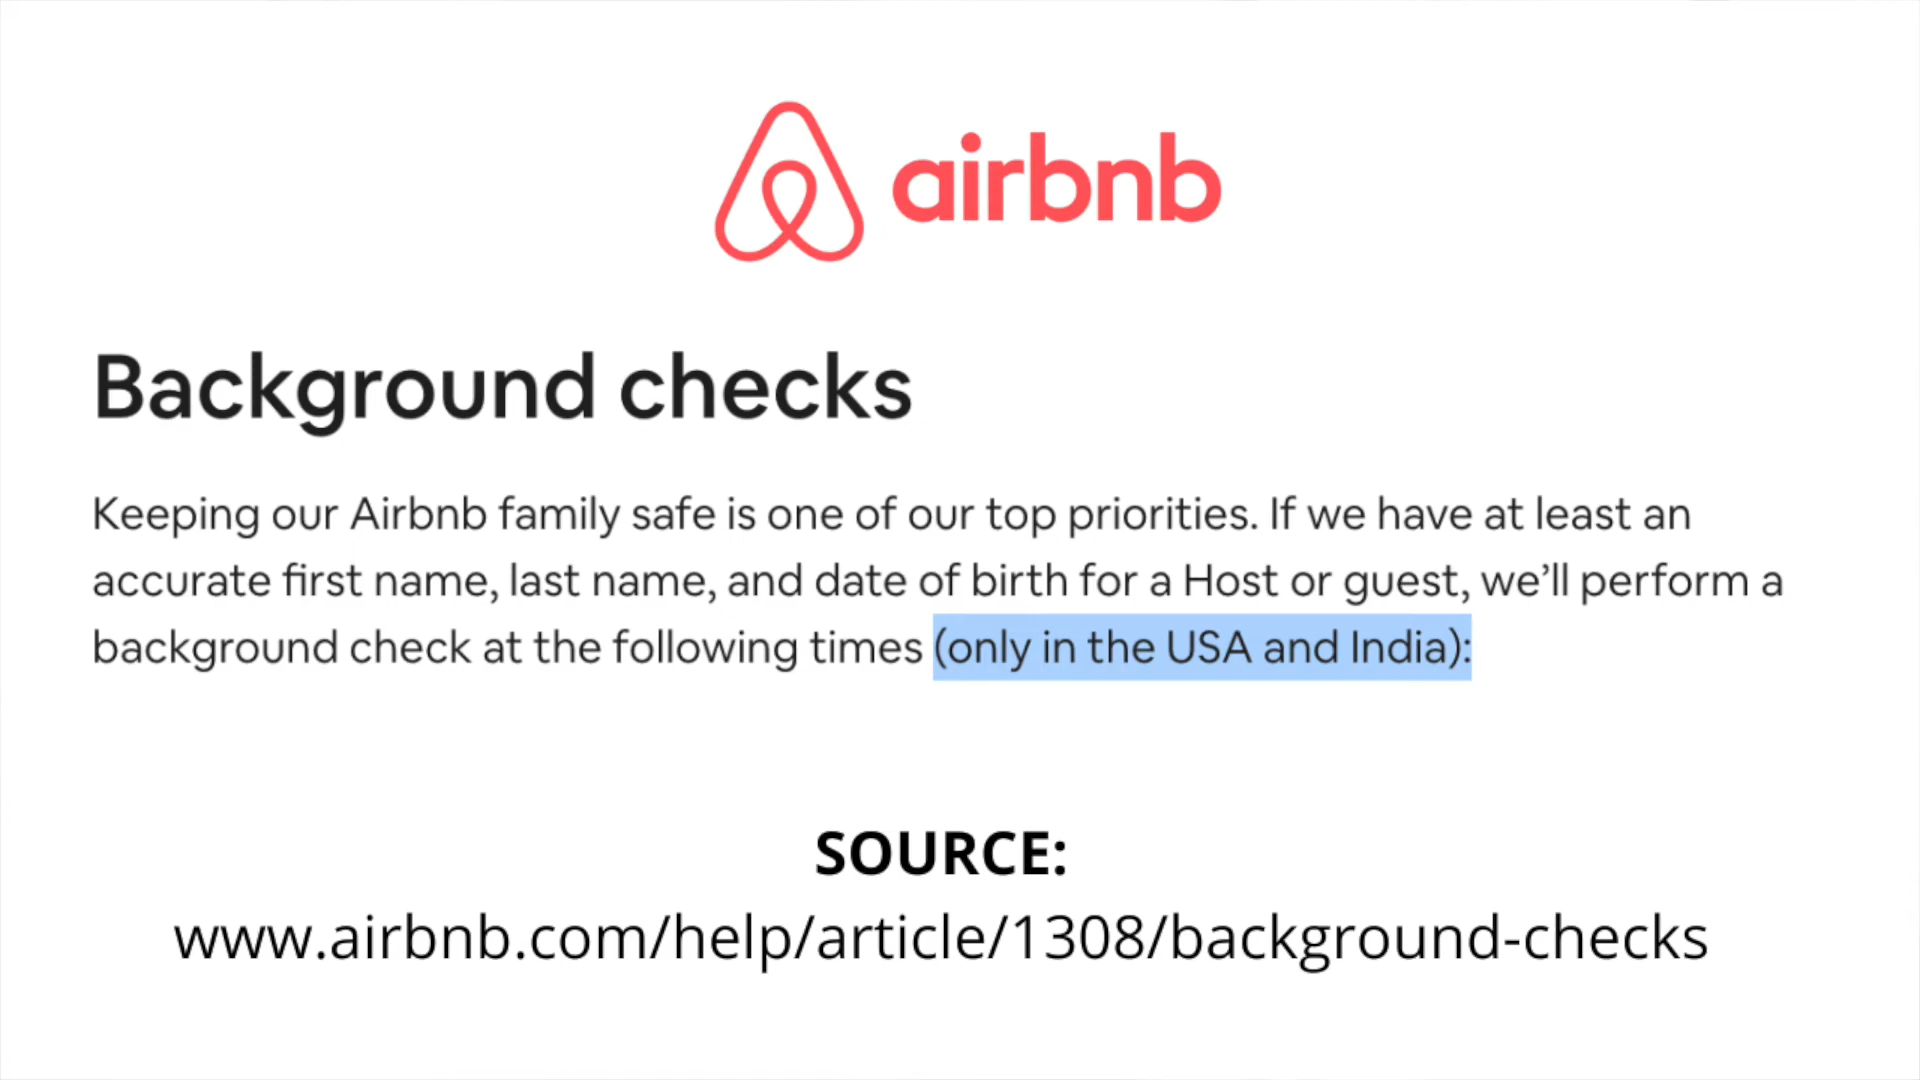 airbnb
Background checks
Keeping our Airbnb family safe is one of our top priorities. If we have at least an
accurate first name, last name, and date of birth for a Host or guest, we’ll perform a
background check at the following times (only in the USA and India):
SOURCE:
www.airbnb.com/help/article/1308/background-checks